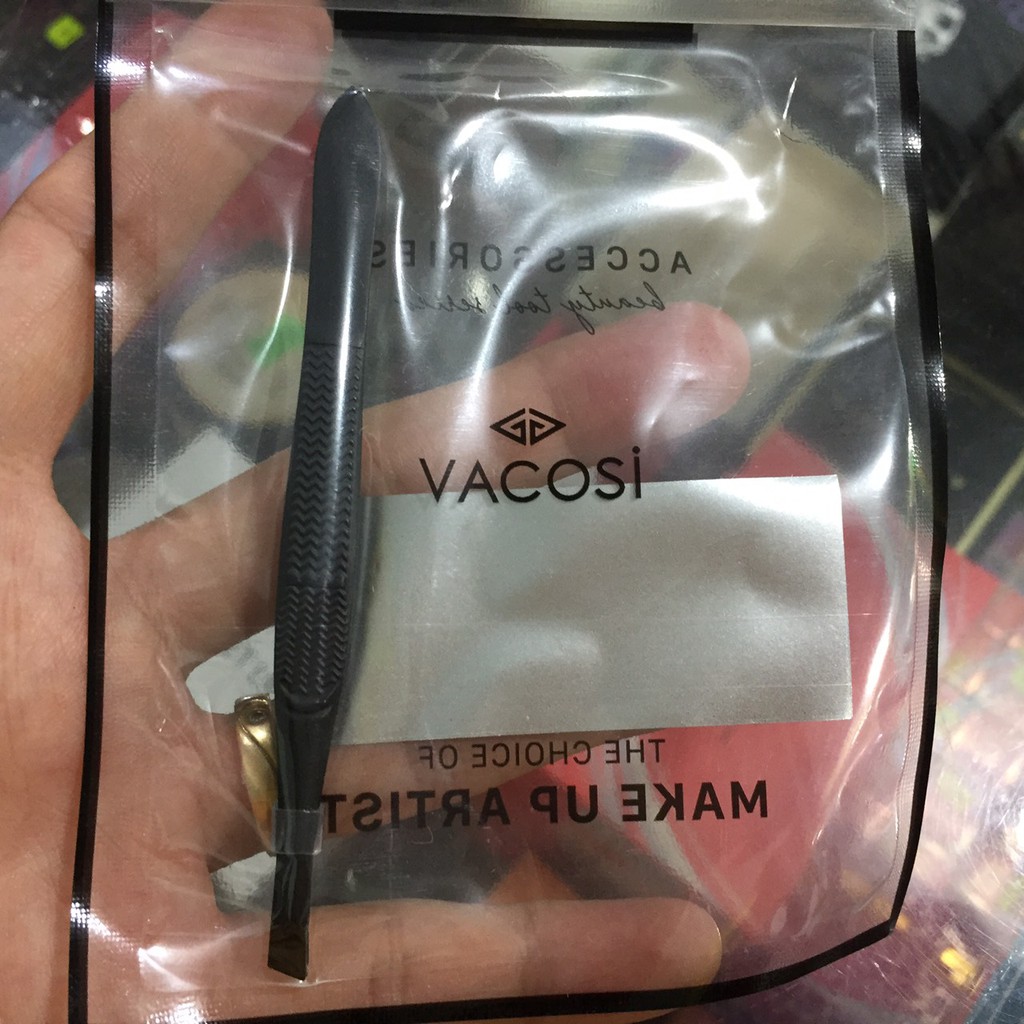 ACCESSORIES
beauty tool series
VACOSi
THE CHOICE OF
MAKE UP ARTIST